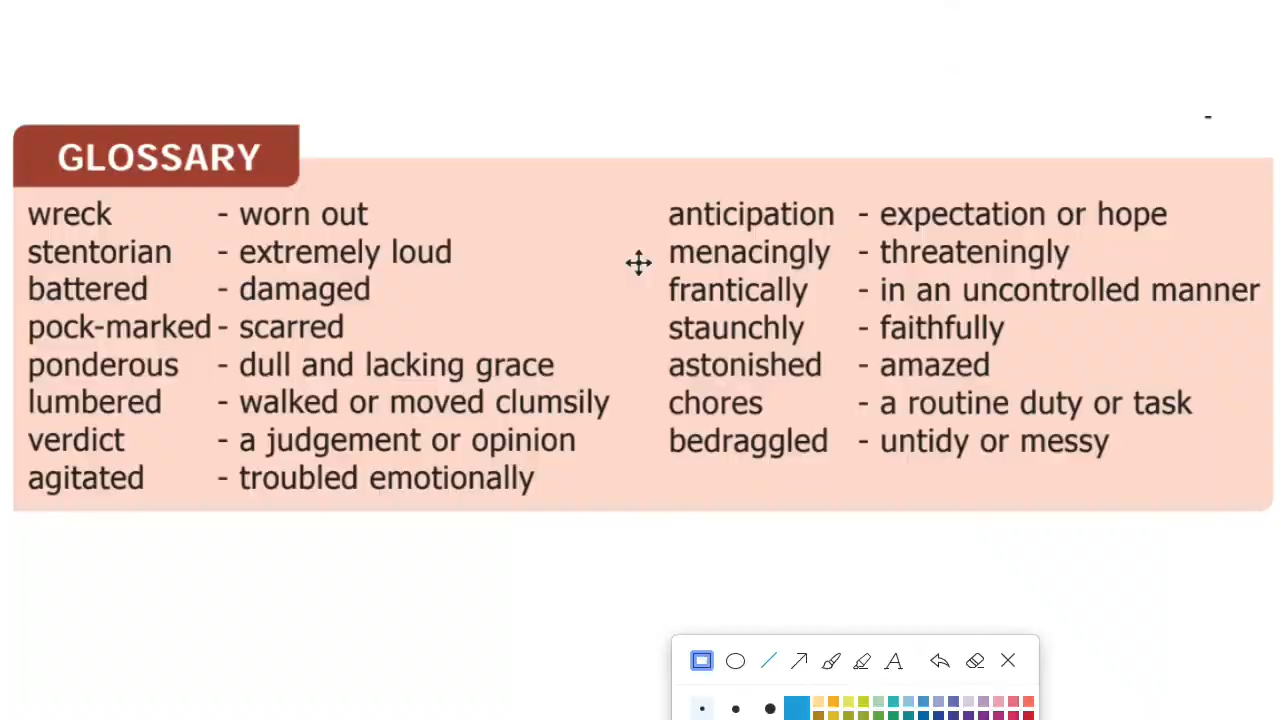 GLOSSARY
wreck - worn out
stentorian - extremely loud
battered - damaged
pock-marked - scarred
ponderous - dull and lacking grace
lumbered - walked or moved clumsily
verdict - a judgement or opinion
agitated - troubled emotionally
anticipation - expectation or hope
menacingly - threateningly
frantically - in an uncontrolled manner
staunchly - faithfully
astonished - amazed
chores - a routine duty or task
bedraggled - untidy or messy